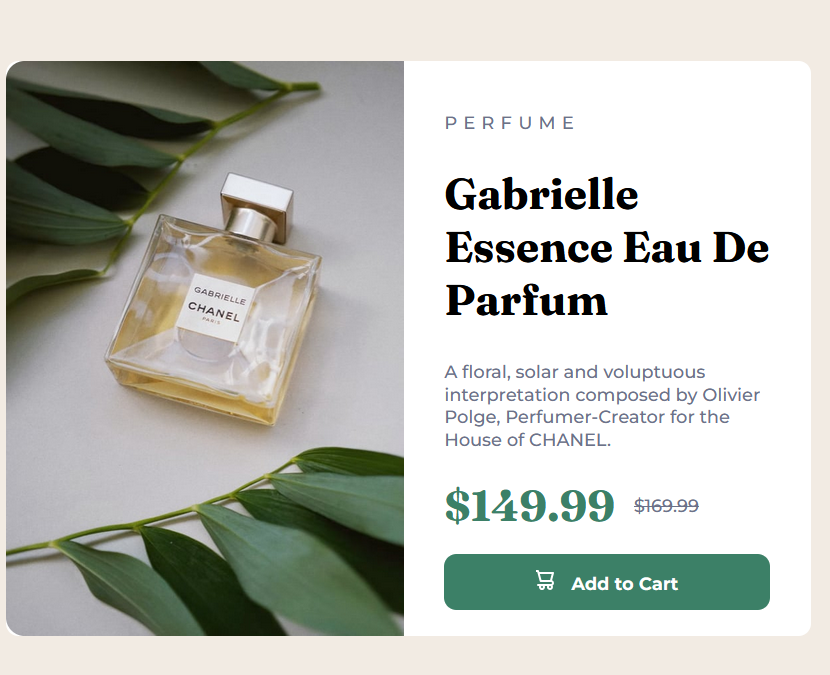 GABRIELLE
CHANEL
PARIS
PERFUME
Gabrielle
Essence Eau De
Parfum
A floral, solar and voluptuous
interpretation composed by Olivier
Polge, Perfumer-Creator for the
House of CHANEL.
$149.99 $169.99
Add to Cart